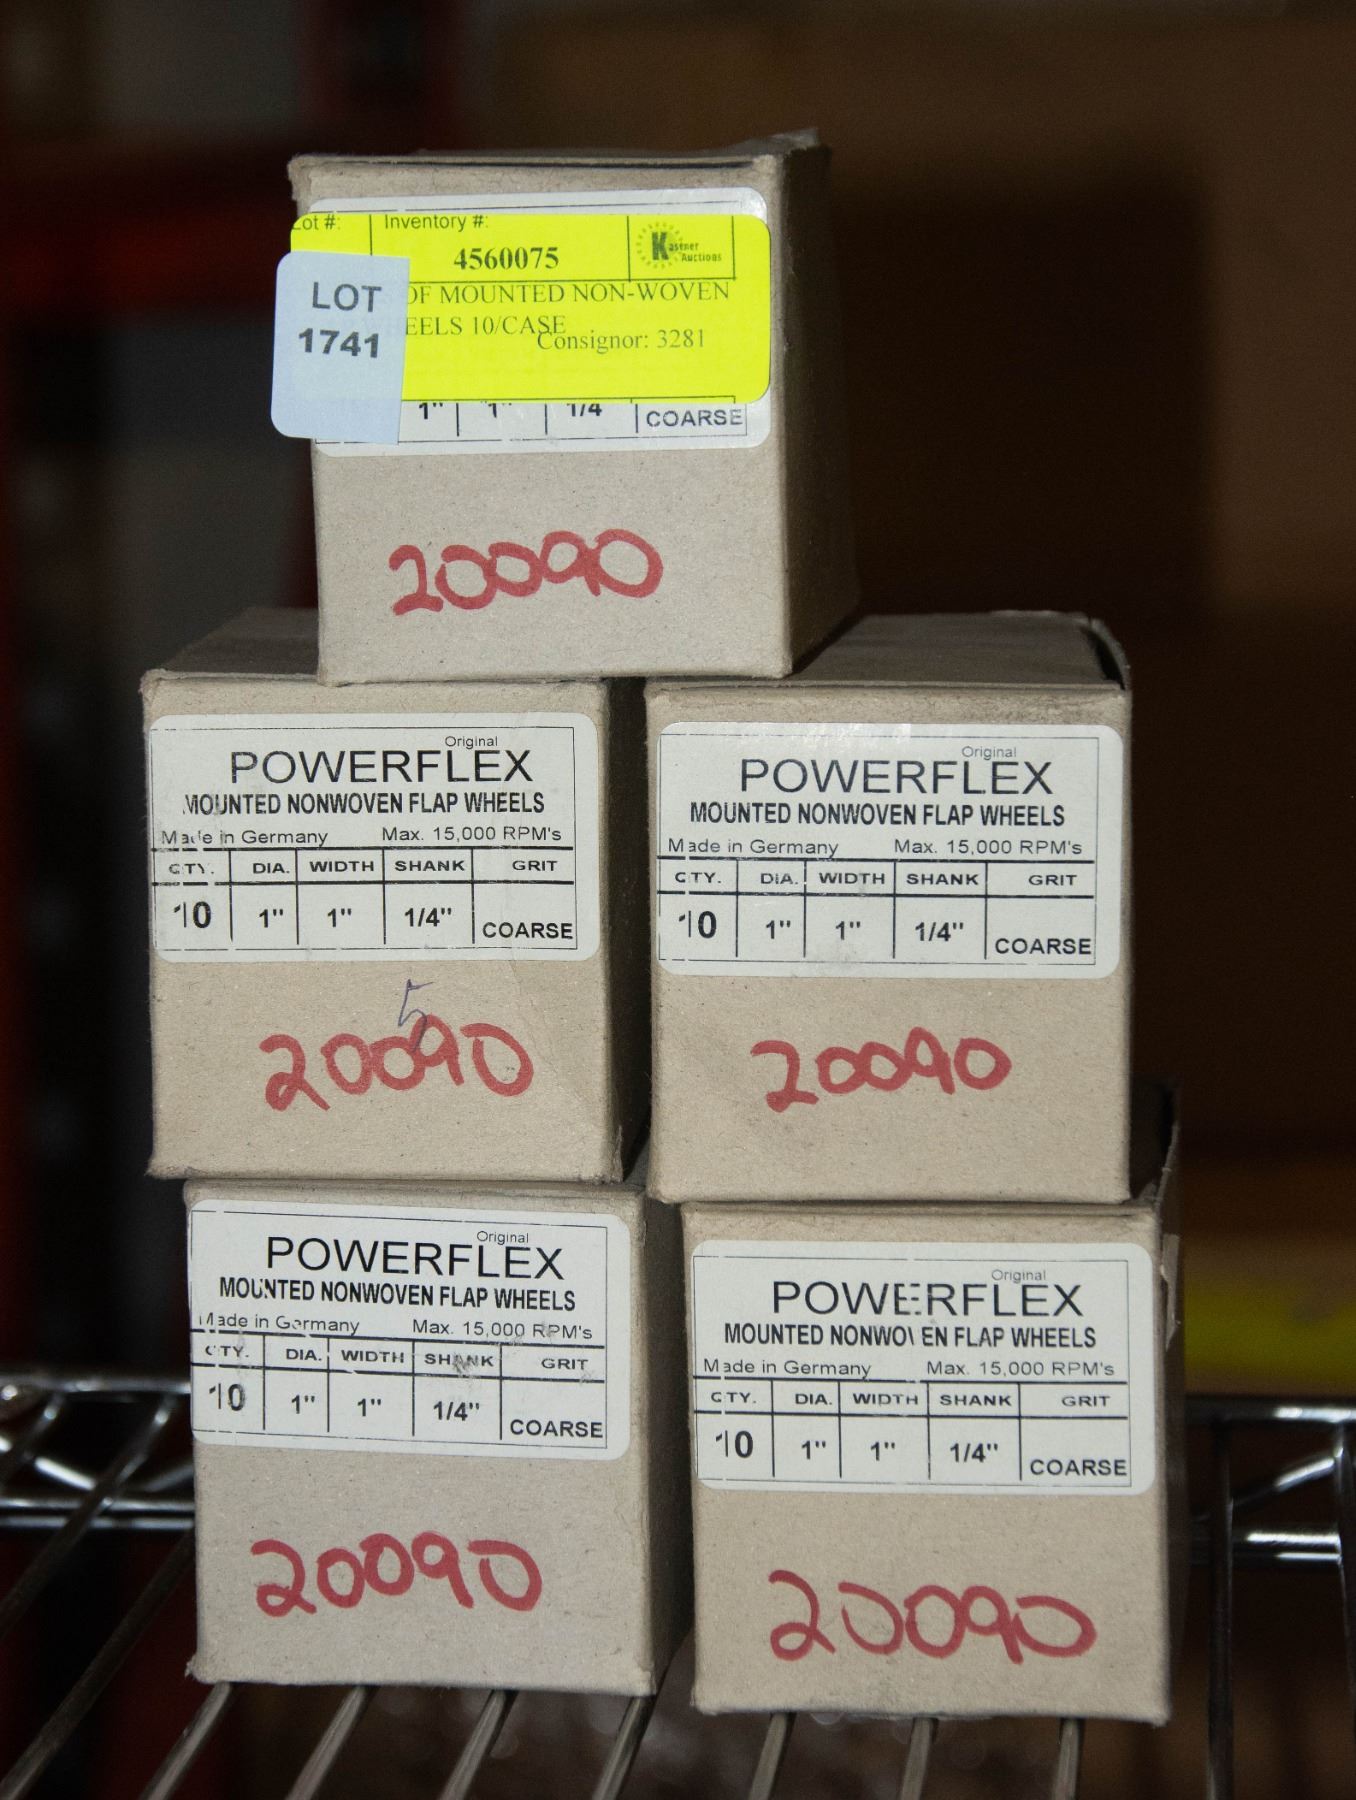 Lot #: Inventory #:
4560075
Kastner
Auctions
LOT
1741
OF MOUNTED NON-WOVEN
EELS 10/CASE
Consignor: 3281
1" 1" 1/4 COARSE
20090
Original
POWERFLEX
MOUNTED NONWOVEN FLAP WHEELS
Made in Germany Max. 15,000 RPM's
QTY. DIA. WIDTH SHANK GRIT
10 1" 1" 1/4" COARSE
5
20090
Original
POWERFLEX
MOUNTED NONWOVEN FLAP WHEELS
Made in Germany Max. 15,000 RPM's
QTY. DIA. WIDTH SHANK GRIT
10 1" 1" 1/4" COARSE
20090
Original
POWERFLEX
MOUNTED NONWOVEN FLAP WHEELS
Made in Germany Max. 15,000 RPM's
QTY. DIA. WIDTH SHANK GRIT
10 1" 1" 1/4" COARSE
20090
Original
POWERFLEX
MOUNTED NONWOVEN FLAP WHEELS
Made in Germany Max. 15,000 RPM's
QTY. DIA. WIDTH SHANK GRIT
10 1" 1" 1/4" COARSE
20090